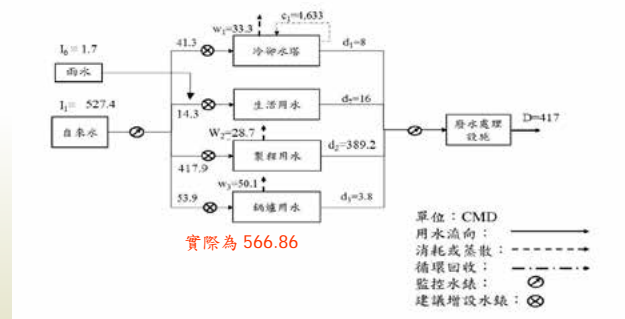 w₁=33.3
c₁=4,633
41.3
冷卻水塔
d₁=8
I₆ = 1.7
雨水
I₁= 527.4
14.3
生活用水
d₇=16
自來水
廢水處理設施
D=417
W₂=28.7
製程用水
d₂=389.2
417.9
w₃=50.1
53.9
鍋爐用水
d₃=3.8
實際為 566.86
單位：CMD
用水流向：
消耗或蒸散：
循環回收：
監控水錶：
建議增設水錶：